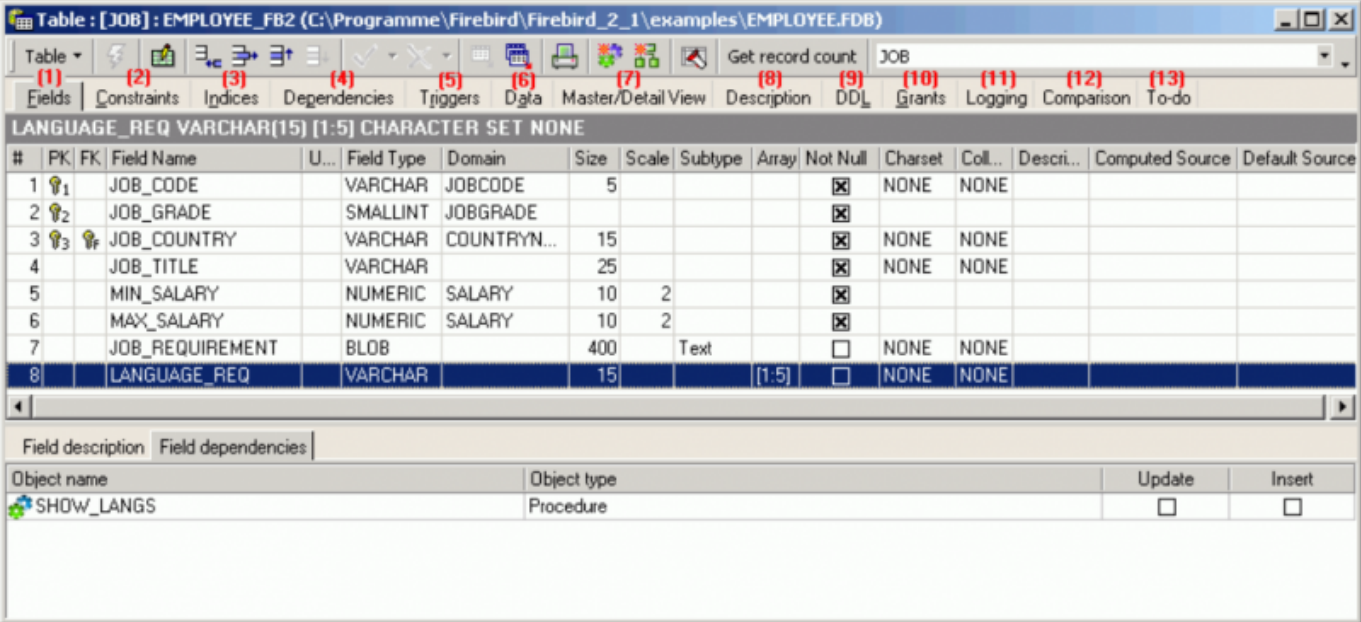 Table : [JOB] : EMPLOYEE_FB2 (C:\Programme\Firebird\Firebird_2_1\examples\EMPLOYEE.FDB)
Table Get record count JOB
(1) (2) (3) (4) (5) (6) (7) (8) (9) (10) (11) (12) (13)
Fields Constraints Indices Dependencies Triggers Data Master/Detail View Description DDL Grants Logging Comparison To-do
LANGUAGE_REQ VARCHAR(15) [1:5] CHARACTER SET NONE
# PK FK Field Name U... Field Type Domain Size Scale Subtype Array Not Null Charset Coll... Descri... Computed Source Default Source
1 1 JOB_CODE VARCHAR JOBCODE 5 NONE NONE
2 2 JOB_GRADE SMALLINT JOBGRADE
3 3 F JOB_COUNTRY VARCHAR COUNTRYN... 15 NONE NONE
4 JOB_TITLE VARCHAR 25 NONE NONE
5 MIN_SALARY NUMERIC SALARY 10 2
6 MAX_SALARY NUMERIC SALARY 10 2
7 JOB_REQUIREMENT BLOB 400 Text NONE NONE
8 LANGUAGE_REQ VARCHAR 15 [1:5] NONE NONE
Field description Field dependencies
Object name Object type Update Insert
SHOW_LANGS Procedure